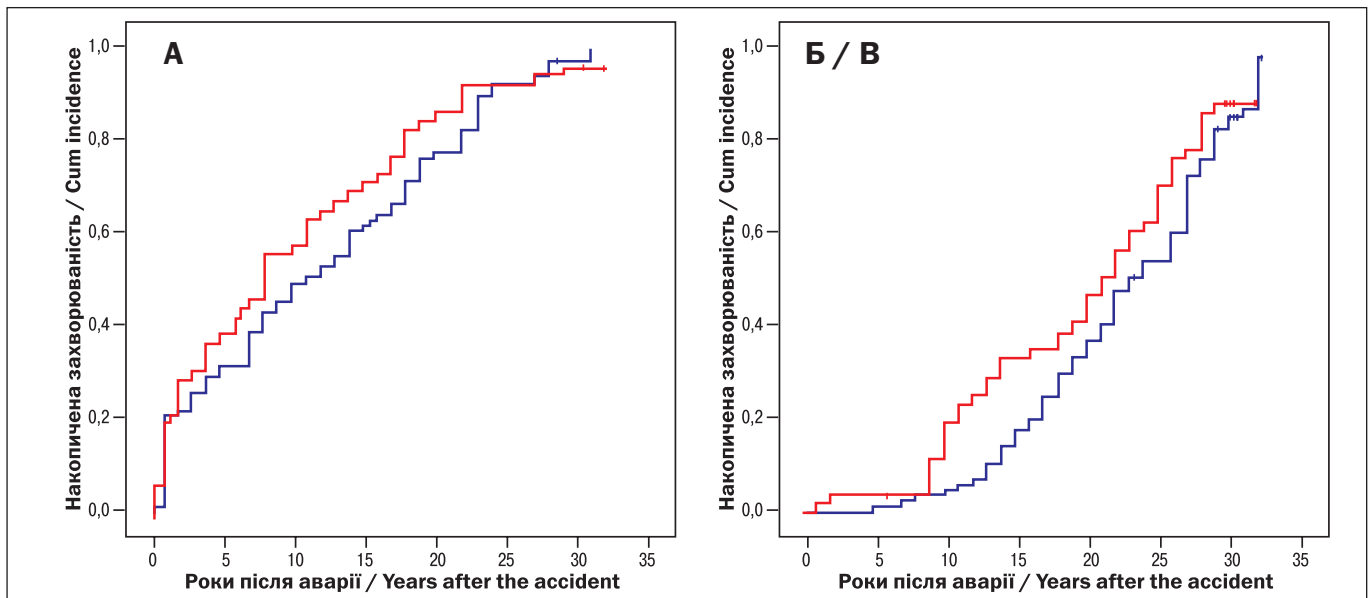 А
Накопичена захворюваність / Cum incidence
1,0
0,8
0,6
0,4
0,2
0,0
0 5 10 15 20 25 30 35
Роки після аварії / Years after the accident
Б / В
Накопичена захворюваність / Cum incidence
1,0
0,8
0,6
0,4
0,2
0,0
0 5 10 15 20 25 30 35
Роки після аварії / Years after the accident